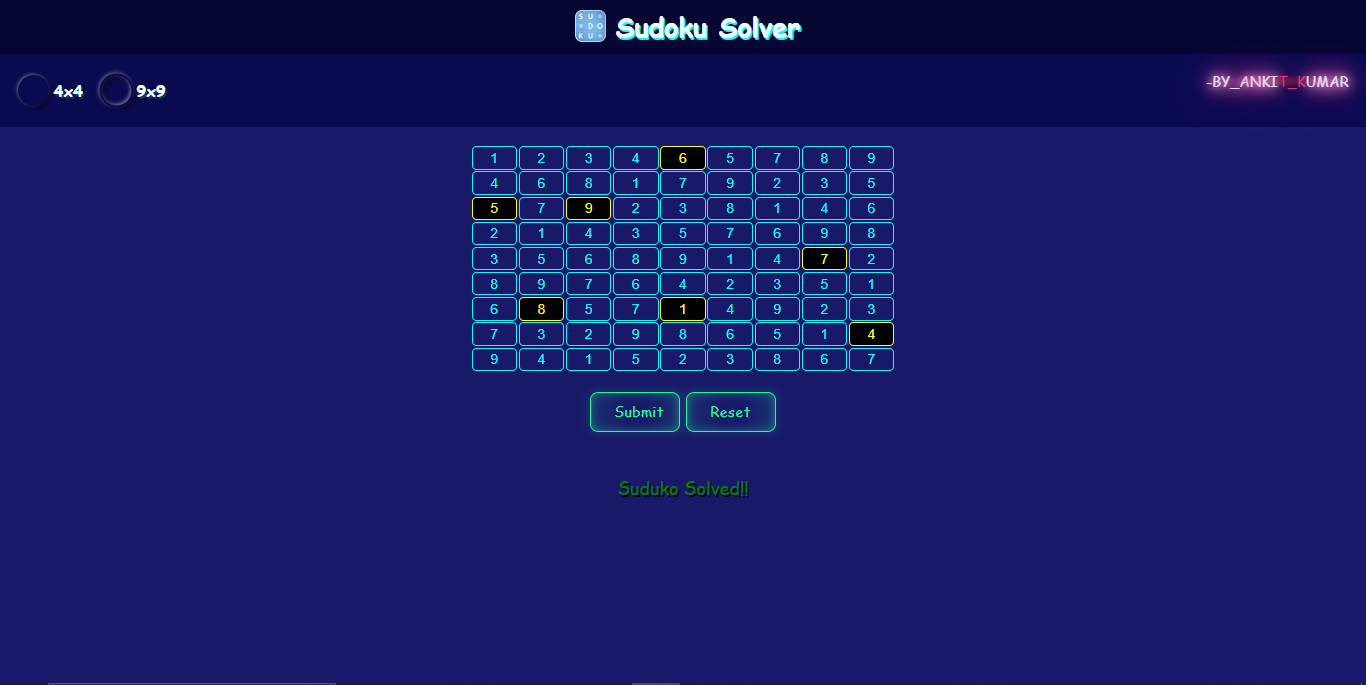 SU
DO
KU
Sudoku Solver
4x4 9x9
-BY_ANKIT_KUMAR
1 2 3 4 6 5 7 8 9
4 6 8 1 7 9 2 3 5
5 7 9 2 3 8 1 4 6
2 1 4 3 5 7 6 9 8
3 5 6 8 9 1 4 7 2
8 9 7 6 4 2 3 5 1
6 8 5 7 1 4 9 2 3
7 3 2 9 8 6 5 1 4
9 4 1 5 2 3 8 6 7
Submit Reset
Suduko Solved!!